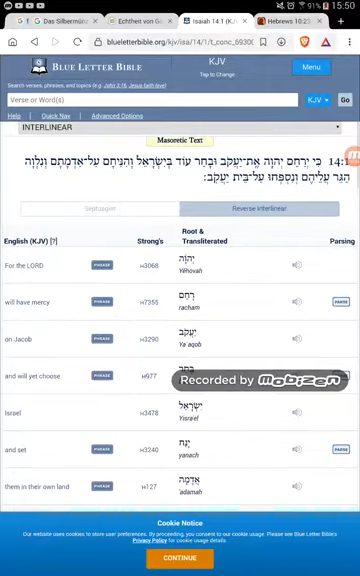 15:50
G Das Silbermün
Echtheit von Gö
Isaiah 14:1 (
Hebrews 10:23
blueletterbible.org/kjv/isa/14/1/t_conc_69300
BLUE LETTER BIBLE
KJV
Tap to Change
Menu
Search verses, phrases, and topics (e.g. John 3:16, Jesus faith love)
Verse or Word(s)
KJV
Go
Help | Quick Nav | Advanced Options
INTERLINEAR
Masoretic Text
14:1 כִּי יְרַחֵם יְהוָה אֶת־יַעֲקֹב וּבָחַר עוֹד בְּיִשְׂרָאֵל וְהִנִּיחָם עַל־אַדְמָתָם וְנִלְוָה
הַגֵּר עֲלֵיהֶם וְנִסְפְּחוּ עַל־בֵּית יַעֲקֹב׃
Septuagint
Reverse Interlinear
English (KJV) [?]
Strong's
Root & Transliterated
Parsing
For the LORD PHRASE H3068 יְהֹוָה
Yĕhovah
will have mercy PHRASE H7355 רָחַם PARSE
racham
on Jacob PHRASE H3290 יַעֲקֹב
Ya`aqob
and will yet choose PHRASE H977 בָּחַר
Recorded by Mobizen
Israel H3478 יִשְׂרָאֵל
Yisra'el
and set PHRASE H3240 יָנַח PARSE
yanach
them in their own land PHRASE H127 אֲדָמָה
'adamah
Cookie Notice
Our website uses cookies to store user preferences. By proceeding, you consent to our cookie usage. Please see Blue Letter Bible's
Privacy Policy for cookie usage details.
CONTINUE